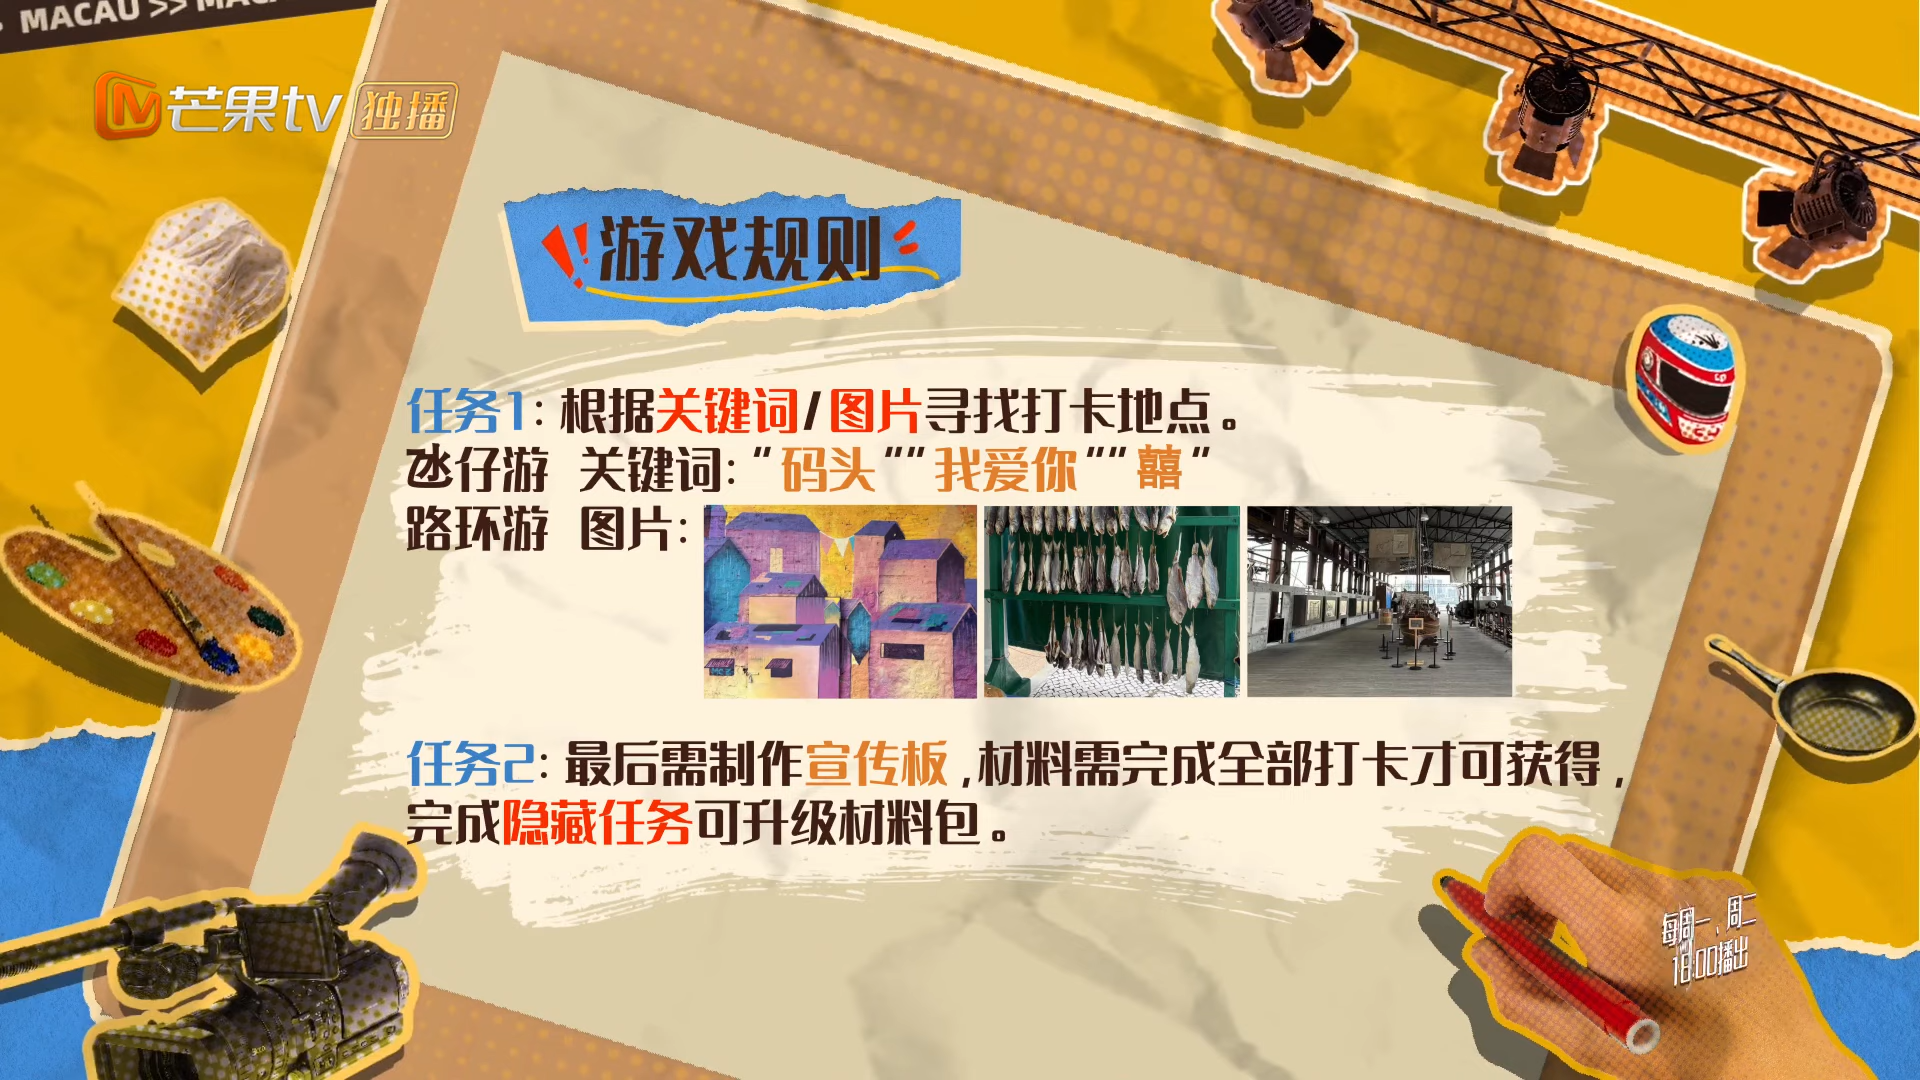 MACAU >> MACA
芒果tv 独播
游戏规则
任务1: 根据关键词/图片寻找打卡地点。
氹仔游 关键词: "码头""我爱你""囍"
路环游 图片:
任务2: 最后需制作宣传板,材料需完成全部打卡才可获得,
完成隐藏任务可升级材料包。
每周一、周二
18:00播出